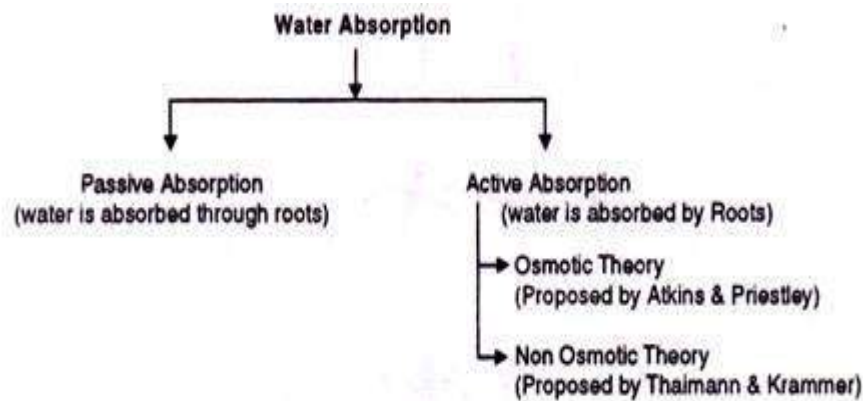 Water Absorption
Passive Absorption
(water is absorbed through roots)
Active Absorption
(water is absorbed by Roots)
Osmotic Theory
(Proposed by Atkins & Priestley)
Non Osmotic Theory
(Proposed by Thaimann & Krammer)